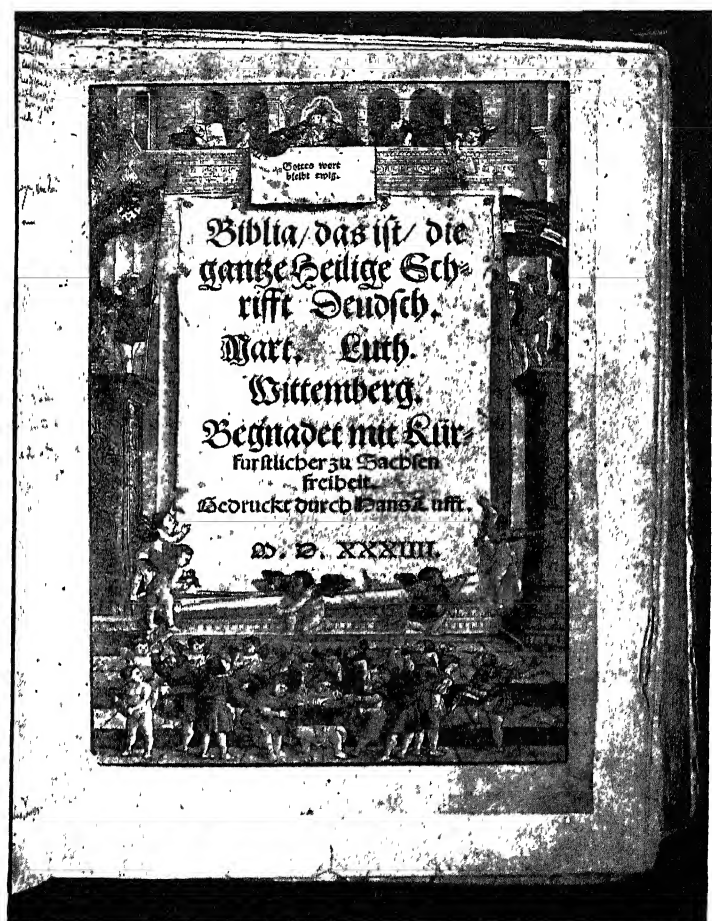 Gottes wort
bleibt ewig.
Biblia/ das ist/ die
gantze Heilige Sch⸗
rifft Deudsch.
Mart. Luth.
Wittemberg.
Begnadet mit Kür⸗
furstlicher zu Sachsen
freiheit.
Gedruckt durch Hans Lufft.
M. D. XXXIIII.